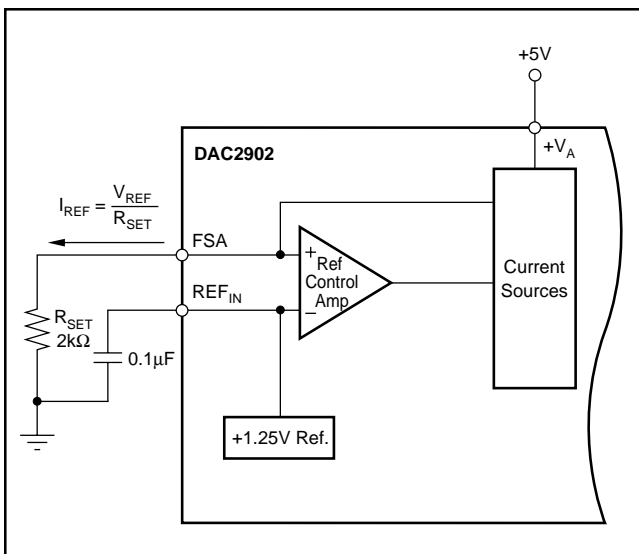 +5V
+V_A
DAC2902
I_REF = V_REF / R_SET
FSA
+
Ref
Control
Amp
Current
Sources
REF_IN
–
R_SET
2kΩ
0.1µF
+1.25V Ref.